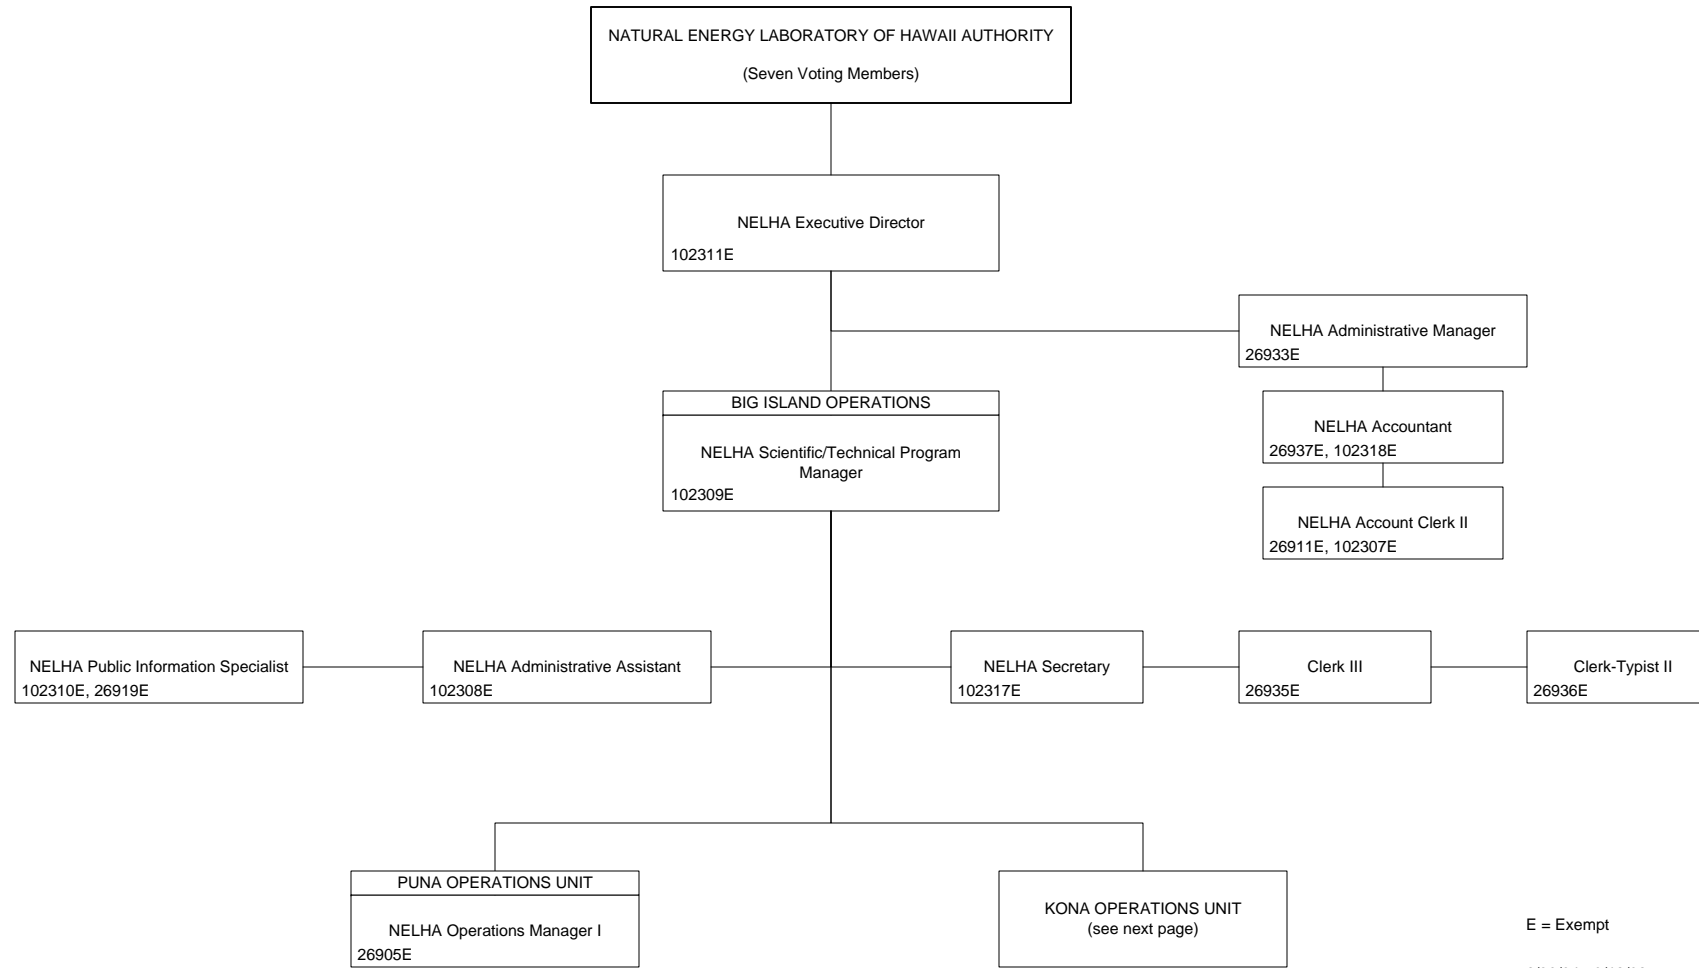 NATURAL ENERGY LABORATORY OF HAWAII AUTHORITY
(Seven Voting Members)
NELHA Executive Director
102311E
NELHA Administrative Manager
26933E
BIG ISLAND OPERATIONS
NELHA Scientific/Technical Program
Manager
102309E
NELHA Accountant
26937E, 102318E
NELHA Account Clerk II
26911E, 102307E
NELHA Public Information Specialist
102310E, 26919E
NELHA Administrative Assistant
102308E
NELHA Secretary
102317E
Clerk III
26935E
Clerk-Typist II
26936E
PUNA OPERATIONS UNIT
NELHA Operations Manager I
26905E
KONA OPERATIONS UNIT
(see next page)
E = Exempt